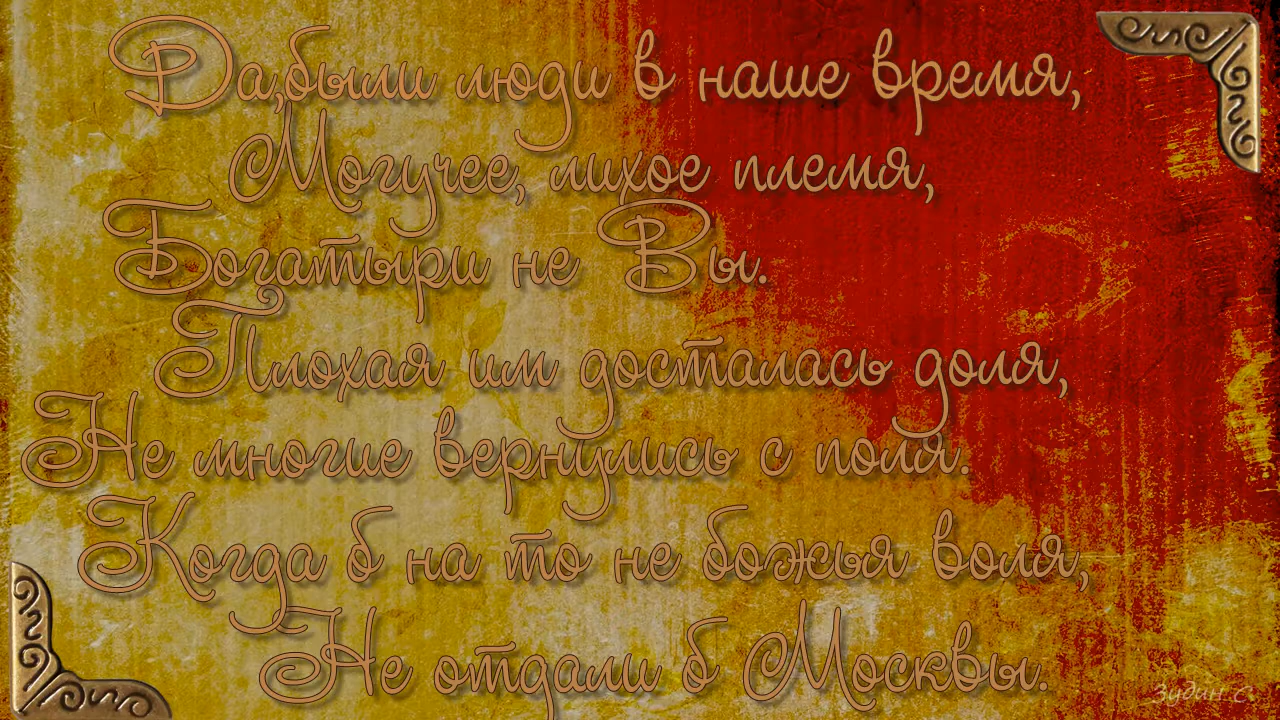 Да,были люди в наше время,
Могучее, лихое племя,
Богатыри не Вы.
Плохая им досталась доля,
Не многие вернулись с поля.
Когда б на то не божья воля,
Не отдали б Москвы.
Зудин С